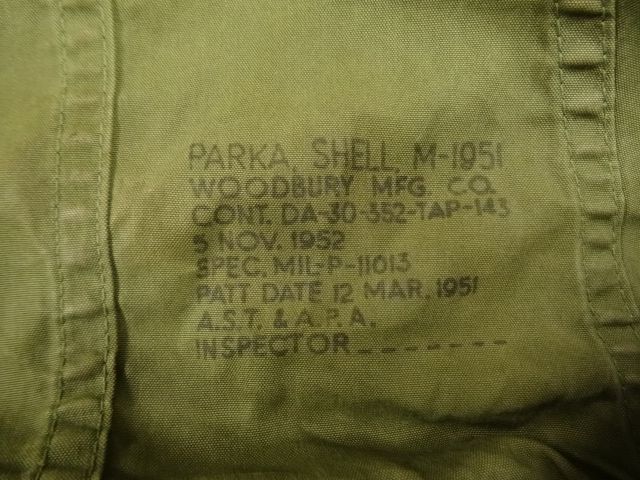 PARKA, SHELL, M-1951
WOODBURY MFG. CO.
CONT. DA-30-352-TAP-143
5 NOV. 1952
SPEC. MIL-P-11013
PATT DATE 12 MAR. 1951
A.S.T. & A.P.A.
INSPECTOR_______